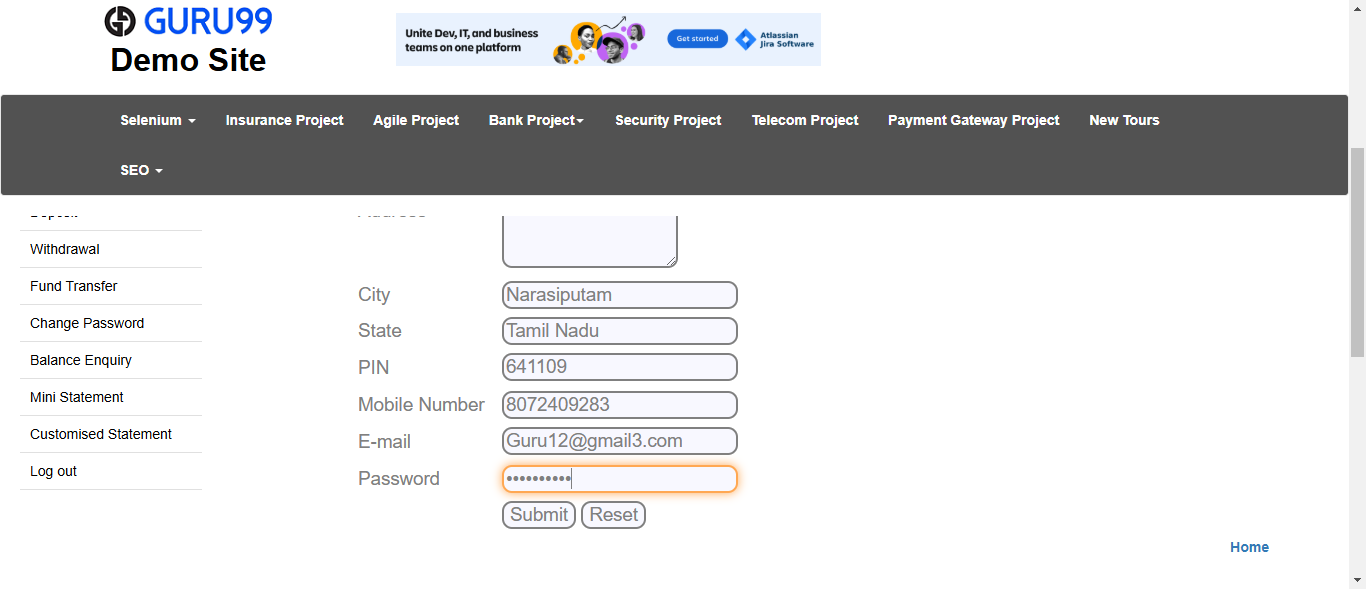 GURU99
Demo Site
Unite Dev, IT, and business
teams on one platform
Get started
Atlassian
Jira Software
Selenium
Insurance Project
Agile Project
Bank Project
Security Project
Telecom Project
Payment Gateway Project
New Tours
SEO
Withdrawal
Fund Transfer
Change Password
Balance Enquiry
Mini Statement
Customised Statement
Log out
City Narasiputam
State Tamil Nadu
PIN 641109
Mobile Number 8072409283
E-mail Guru12@gmail3.com
Password ••••••••••
Submit Reset
Home